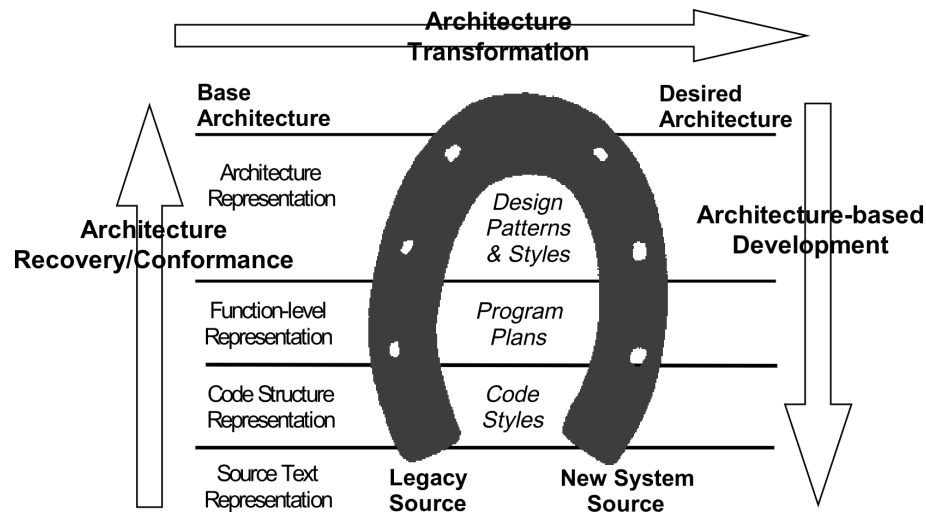 Architecture
Transformation
Base
Architecture
Desired
Architecture
Architecture
Representation
Design
Patterns
& Styles
Architecture
Recovery/Conformance
Architecture-based
Development
Function-level
Representation
Program
Plans
Code Structure
Representation
Code
Styles
Source Text
Representation
Legacy
Source
New System
Source